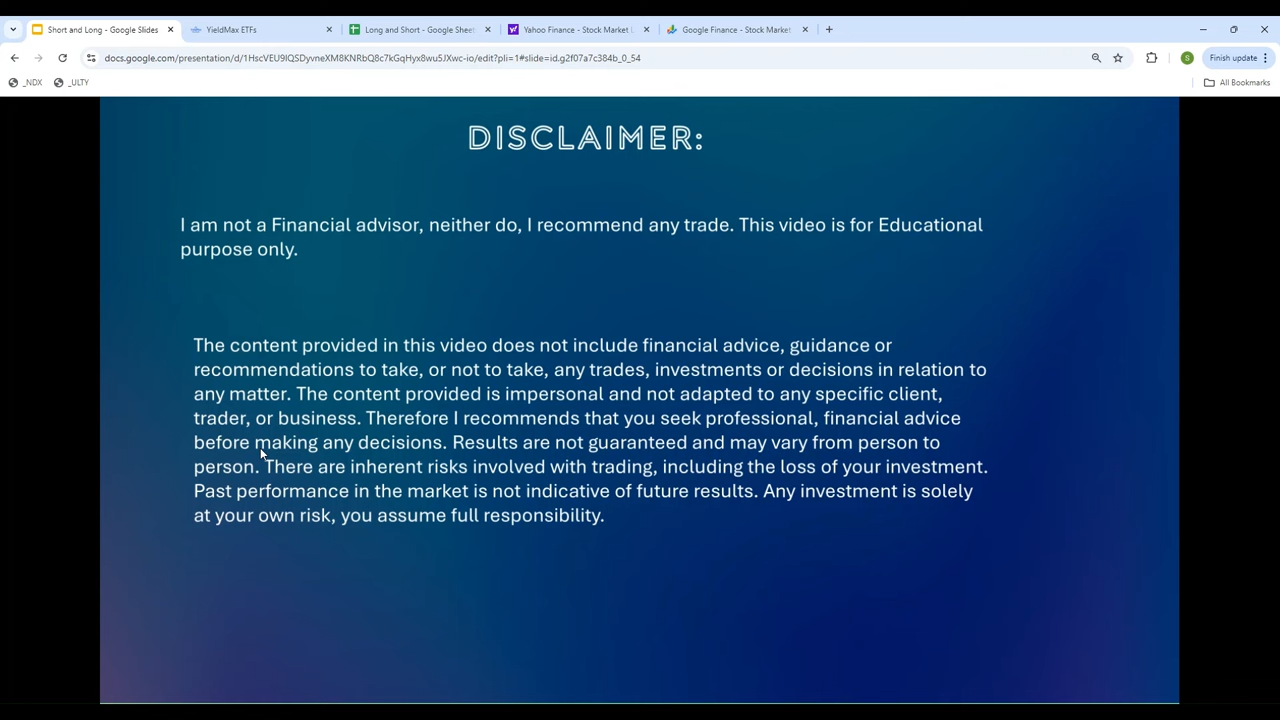 Short and Long - Google Slides
YieldMax ETFs
Long and Short - Google Sheet
Yahoo Finance - Stock Market L
Google Finance - Stock Market
docs.google.com/presentation/d/1HscVEU9IQSDyvneXM8KNRbQ8c7kGqHyx8wu5JXwc-io/edit?pli=1#slide=id.g2f07a7c384b_0_54
S
Finish update
_NDX
_ULTY
All Bookmarks
DISCLAIMER:
I am not a Financial advisor, neither do, I recommend any trade. This video is for Educational
purpose only.
The content provided in this video does not include financial advice, guidance or
recommendations to take, or not to take, any trades, investments or decisions in relation to
any matter. The content provided is impersonal and not adapted to any specific client,
trader, or business. Therefore I recommends that you seek professional, financial advice
before making any decisions. Results are not guaranteed and may vary from person to
person. There are inherent risks involved with trading, including the loss of your investment.
Past performance in the market is not indicative of future results. Any investment is solely
at your own risk, you assume full responsibility.